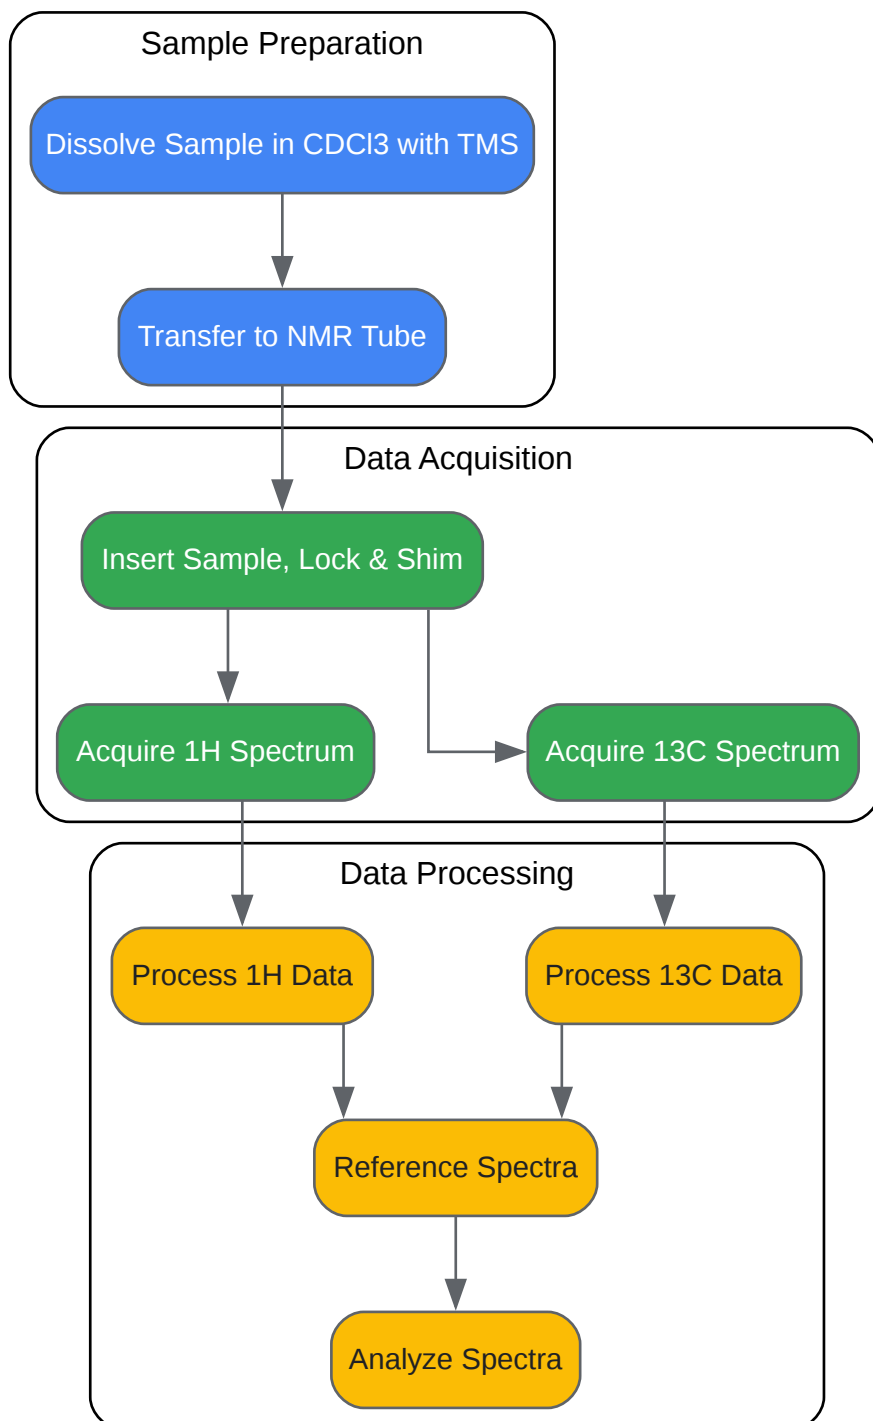 Sample Preparation
Dissolve Sample in CDCl3 with TMS
Transfer to NMR Tube
Data Acquisition
Insert Sample, Lock & Shim
Acquire 1H Spectrum
Acquire 13C Spectrum
Data Processing
Process 1H Data
Process 13C Data
Reference Spectra
Analyze Spectra